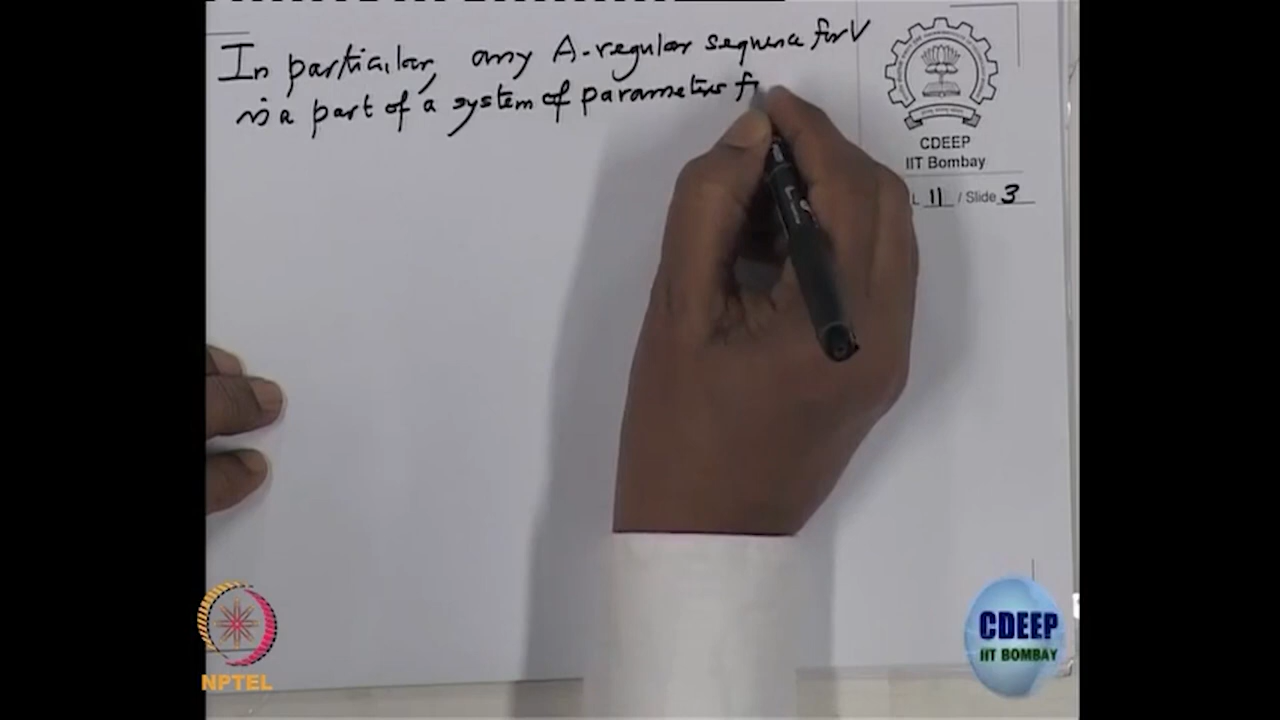 In particular, any A-regular sequence for V
is a part of a system of parameters f
CDEEP
IIT Bombay
L 11 / Slide 3
CDEEP
IIT BOMBAY
NPTEL